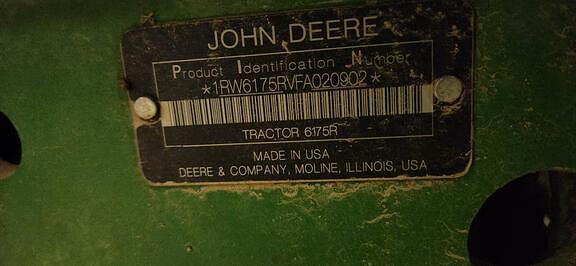 JOHN DEERE
Product Identification Number
*1RW6175RVFA020902*
TRACTOR 6175R
MADE IN USA
DEERE & COMPANY, MOLINE, ILLINOIS, USA